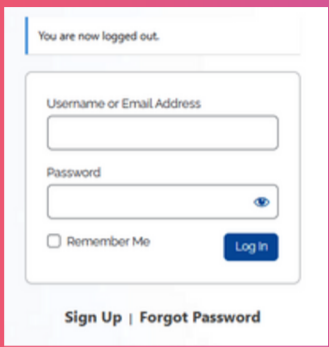 You are now logged out.
Username or Email Address
Password
Remember Me
Log In
Sign Up | Forgot Password